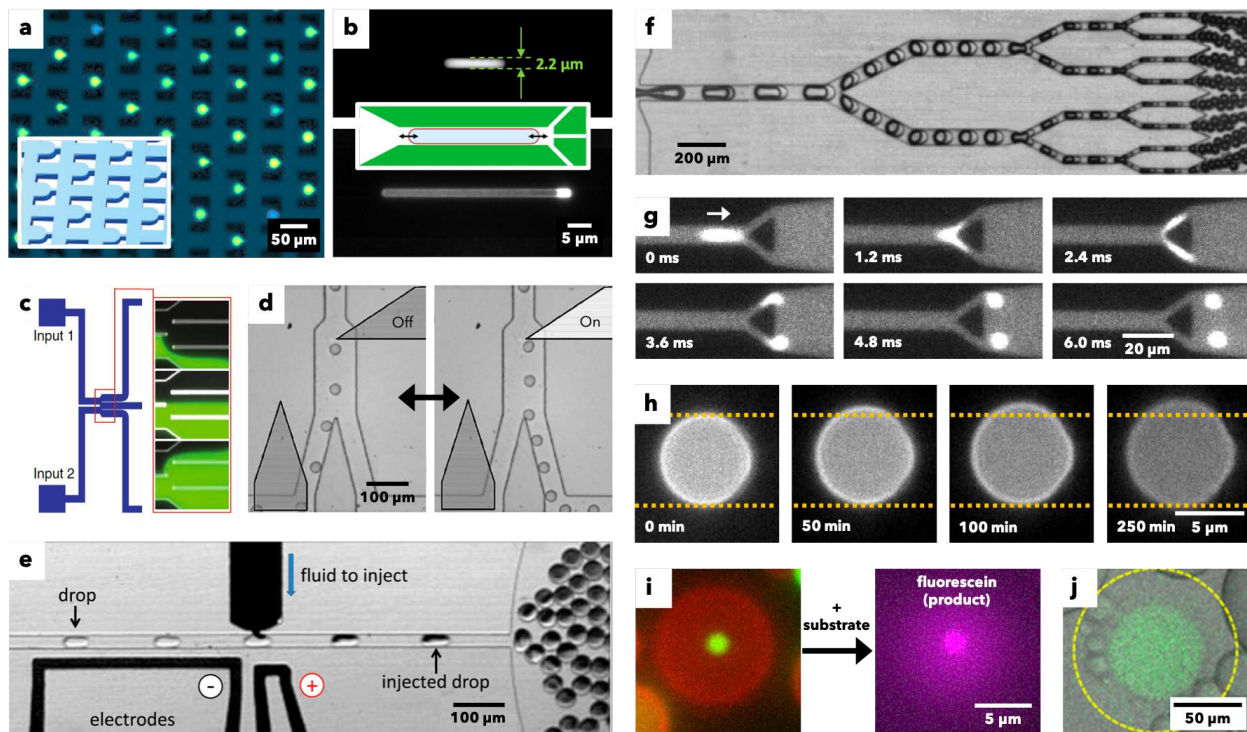 a
50 µm
b
2.2 µm
5 µm
c
Input 1
Input 2
d
Off
On
100 µm
e
drop
fluid to inject
-
+
electrodes
injected drop
100 µm
f
200 µm
g
0 ms
1.2 ms
2.4 ms
3.6 ms
4.8 ms
6.0 ms
20 µm
h
0 min
50 min
100 min
250 min
5 µm
i
+
substrate
fluorescein
(product)
5 µm
j
50 µm